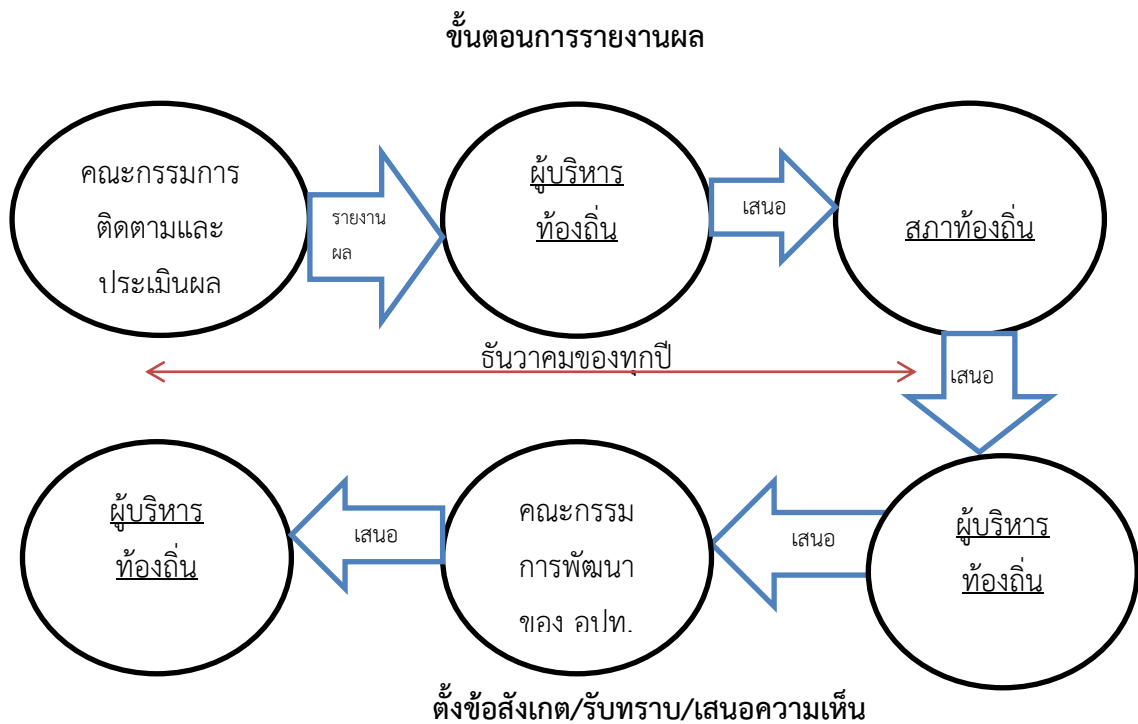 ขั้นตอนการรายงานผล
คณะกรรมการ
ติดตามและ
ประเมินผล
รายงาน
ผล
ผู้บริหาร
ท้องถิ่น
เสนอ
สภาท้องถิ่น
ธันวาคมของทุกปี
เสนอ
ผู้บริหาร
ท้องถิ่น
เสนอ
คณะกรรม
การพัฒนา
ของ อปท.
เสนอ
ผู้บริหาร
ท้องถิ่น
ตั้งข้อสังเกต/รับทราบ/เสนอความเห็น